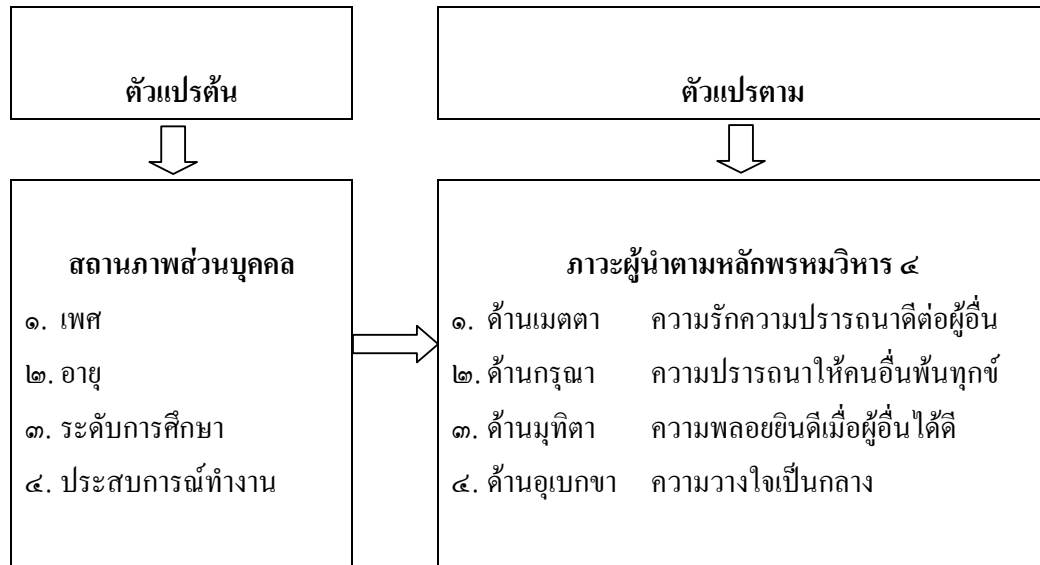 ตัวแปรต้น
ตัวแปรตาม
สถานภาพส่วนบุคคล
๑. เพศ
๒. อายุ
๓. ระดับการศึกษา
๔. ประสบการณ์ทำงาน
ภาวะผู้นำตามหลักพรหมวิหาร ๔
๑. ด้านเมตตา ความรักความปรารถนาดีต่อผู้อื่น
๒. ด้านกรุณา ความปรารถนาให้คนอื่นพ้นทุกข์
๓. ด้านมุทิตา ความพลอยยินดีเมื่อผู้อื่นได้ดี
๔. ด้านอุเบกขา ความวางใจเป็นกลาง